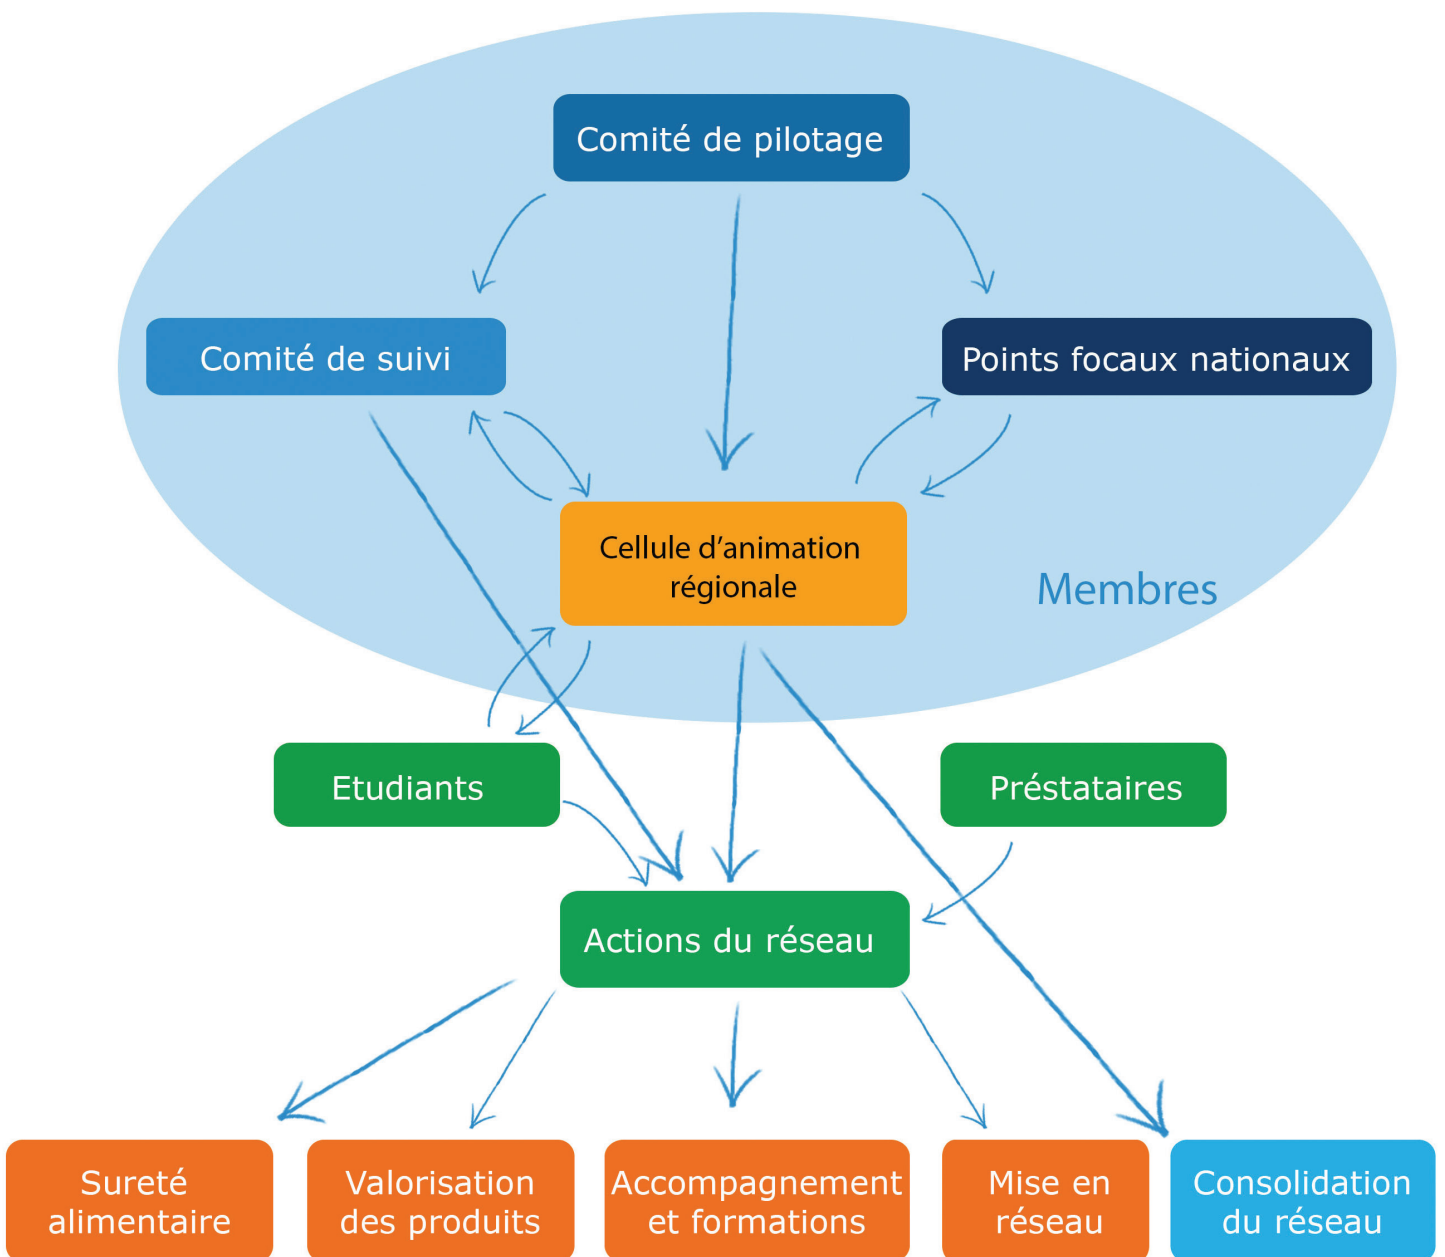 Comité de pilotage
Comité de suivi
Points focaux nationaux
Cellule d’animation
régionale
Membres
Etudiants
Préstataires
Actions du réseau
Sureté
alimentaire
Valorisation
des produits
Accompagnement
et formations
Mise en
réseau
Consolidation
du réseau